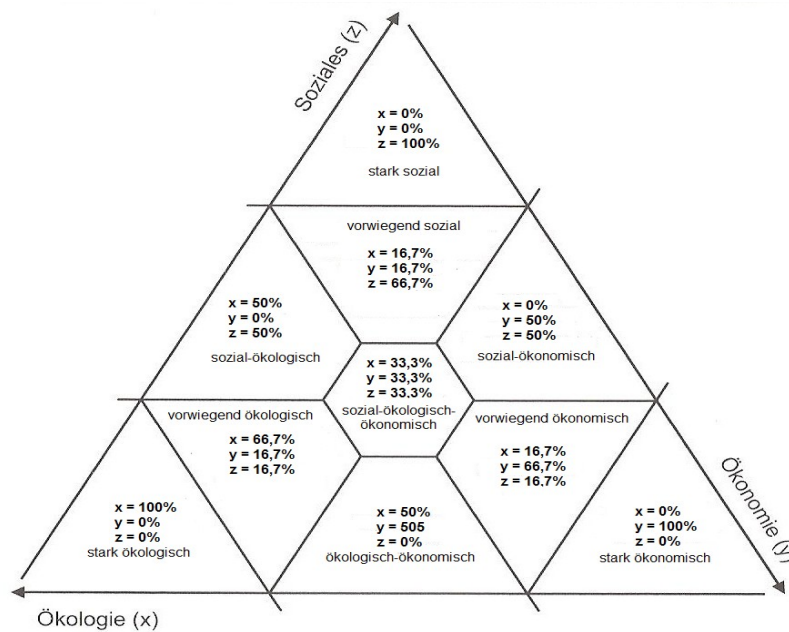 Soziales (z)
x = 0%
y = 0%
z = 100%
stark sozial
vorwiegend sozial
x = 16,7%
y = 16,7%
z = 66,7%
x = 50%
y = 0%
z = 50%
sozial-ökologisch
x = 0%
y = 50%
z = 50%
sozial-ökonomisch
x = 33,3%
y = 33,3%
z = 33.3%
sozial-ökologisch-
ökonomisch
vorwiegend ökologisch
x = 66,7%
y = 16,7%
z = 16,7%
vorwiegend ökonomisch
x = 16,7%
y = 66,7%
z = 16.7%
x = 100%
y = 0%
z = 0%
stark ökologisch
x = 50%
y = 505
z = 0%
ökologisch-ökonomisch
x = 0%
y = 100%
z = 0%
stark ökonomisch
Ökonomie (y)
Ökologie (x)